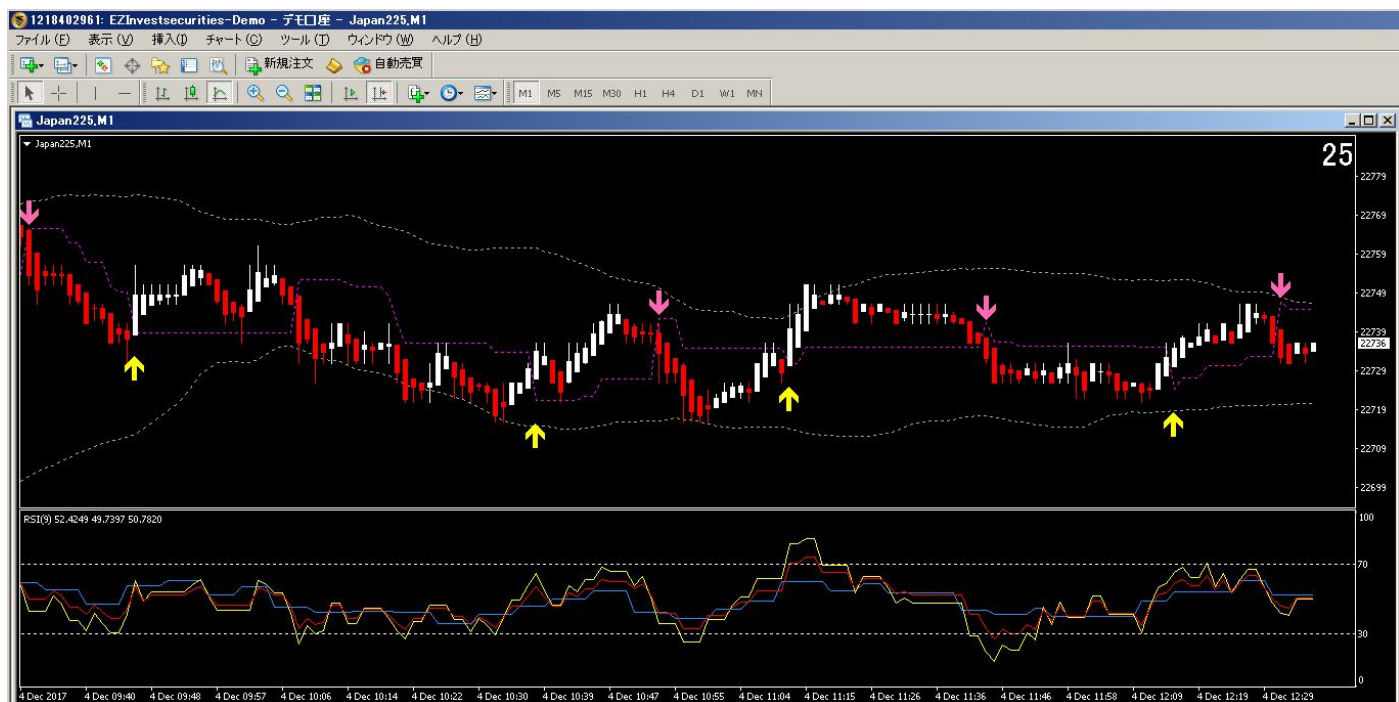 1218402961: EZInvestsecurities-Demo - デモ口座 - Japan225,M1
ファイル(F) 表示(V) 挿入(I) チャート(C) ツール(T) ウィンドウ(W) ヘルプ(H)
新規注文 自動売買
M1 M5 M15 M30 H1 H4 D1 W1 MN
Japan225,M1
Japan225,M1
25
22779
22769
22759
22749
22739
22736
22729
22719
22709
22699
RSI(9) 52.4249 49.7397 50.7820
100
70
30
0
4 Dec 2017 4 Dec 09:40 4 Dec 09:48 4 Dec 09:57 4 Dec 10:06 4 Dec 10:14 4 Dec 10:22 4 Dec 10:30 4 Dec 10:39 4 Dec 10:47 4 Dec 10:55 4 Dec 11:04 4 Dec 11:15 4 Dec 11:26 4 Dec 11:36 4 Dec 11:46 4 Dec 11:58 4 Dec 12:09 4 Dec 12:19 4 Dec 12:29